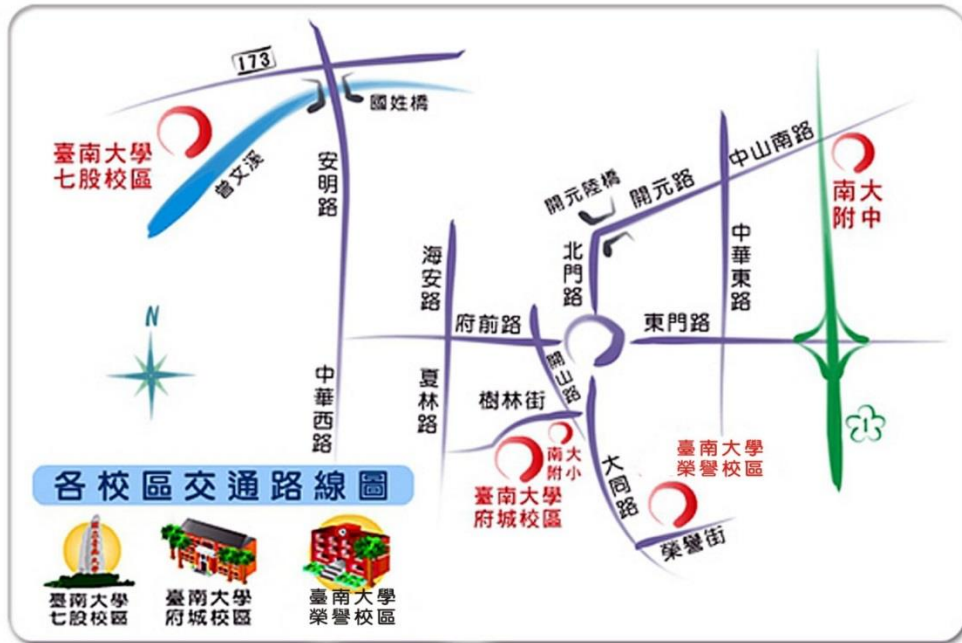 173
國姓橋
臺南大學
七股校區
曾文溪
安明路
開元陸橋
開元路
中山南路
南大
附中
海安路
北門路
中華東路
N
府前路
東門路
中華西路
夏林路
開山路
樹林街
南大
附小
臺南大學
府城校區
大同路
臺南大學
榮譽校區
榮譽街
1
各校區交通路線圖
國立臺南大學
臺南大學
七股校區
臺南大學
府城校區
臺南大學
榮譽校區